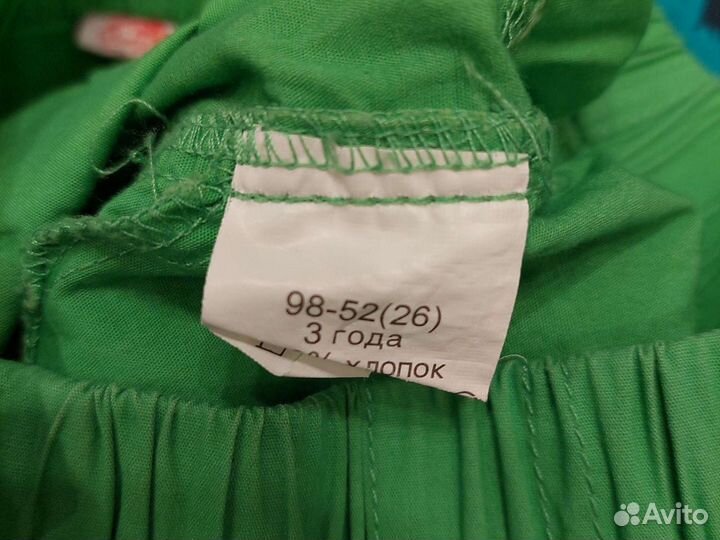 98-52(26)
3 года
% хлопок
Avito